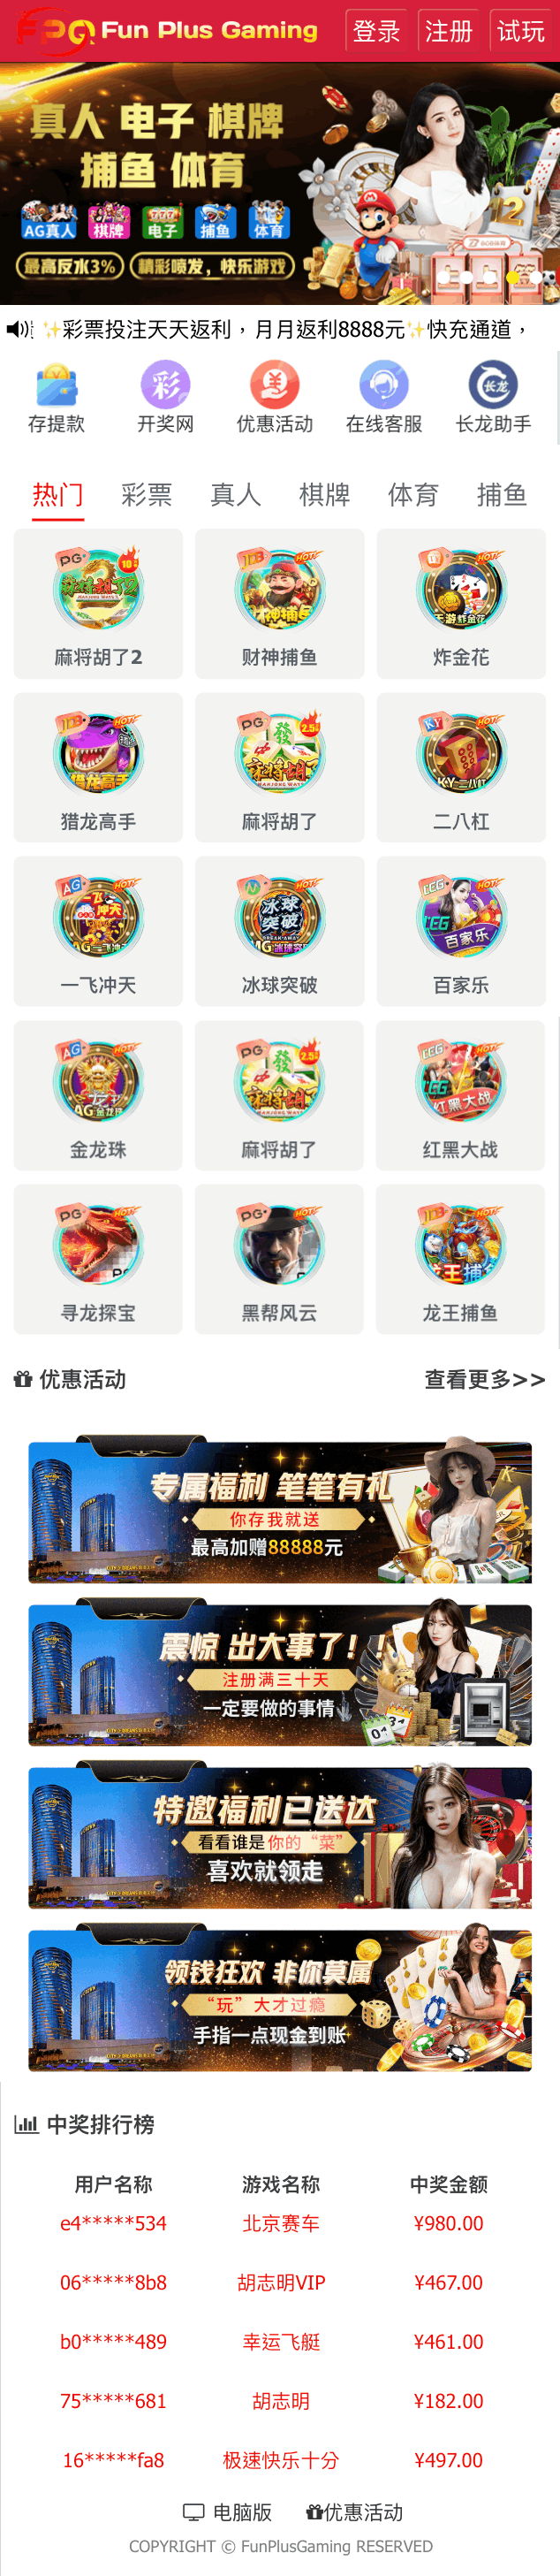 FPG Fun Plus Gaming 登录 注册 试玩
真人 电子 棋牌
捕鱼 体育
AG真人 棋牌 电子 捕鱼 体育
最高反水3% 精彩喷发，快乐游戏
✨彩票投注天天返利，月月返利8888元✨快充通道，
存提款 开奖网 优惠活动 在线客服 长龙助手
热门 彩票 真人 棋牌 体育 捕鱼
麻将胡了2 财神捕鱼 炸金花
猎龙高手 麻将胡了 二八杠
一飞冲天 冰球突破 百家乐
金龙珠 麻将胡了 红黑大战
寻龙探宝 黑帮风云 龙王捕鱼
优惠活动 查看更多>>
专属福利 笔笔有礼
你存我就送
最高加赠88888元
震惊 出大事了！！
注册满三十天
一定要做的事情
特邀福利已送达
看看谁是你的“菜”
喜欢就领走
领钱狂欢 非你莫属
“玩”大才过瘾
手指一点现金到账
中奖排行榜
用户名称 游戏名称 中奖金额
e4*****534 北京赛车 ¥980.00
06*****8b8 胡志明VIP ¥467.00
b0*****489 幸运飞艇 ¥461.00
75*****681 胡志明 ¥182.00
16*****fa8 极速快乐十分 ¥497.00
电脑版 优惠活动
COPYRIGHT © FunPlusGaming RESERVED